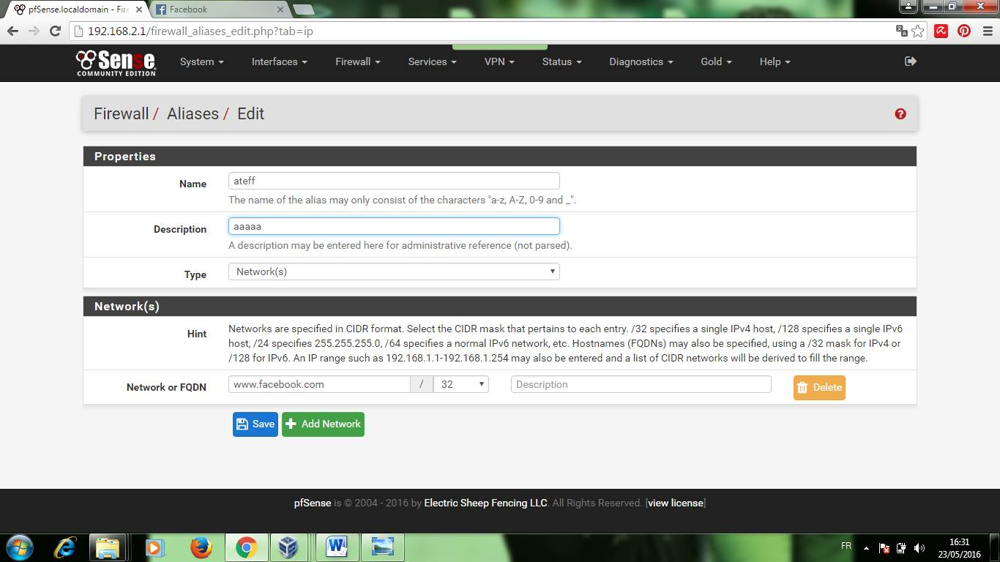 pfSense.localdomain - Fire
Facebook
192.168.2.1/firewall_aliases_edit.php?tab=ip
Sense
COMMUNITY EDITION
System Interfaces Firewall Services VPN Status Diagnostics Gold Help
Firewall / Aliases / Edit
Properties
Name ateff
The name of the alias may only consist of the characters "a-z, A-Z, 0-9 and _".
Description aaaaa
A description may be entered here for administrative reference (not parsed).
Type Network(s)
Network(s)
Hint Networks are specified in CIDR format. Select the CIDR mask that pertains to each entry. /32 specifies a single IPv4 host, /128 specifies a single IPv6
host, /24 specifies 255.255.255.0, /64 specifies a normal IPv6 network, etc. Hostnames (FQDNs) may also be specified, using a /32 mask for IPv4 or
/128 for IPv6. An IP range such as 192.168.1.1-192.168.1.254 may also be entered and a list of CIDR networks will be derived to fill the range.
Network or FQDN www.facebook.com / 32 Description Delete
Save Add Network
pfSense is © 2004 - 2016 by Electric Sheep Fencing LLC. All Rights Reserved. [view license]
FR 16:31
23/05/2016